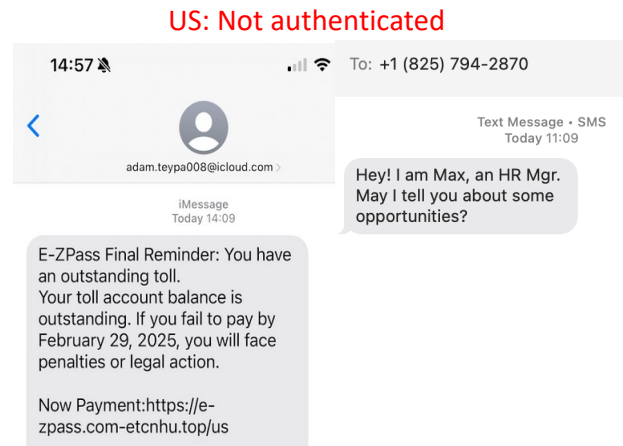 US: Not authenticated
14:57
adam.teypa008@icloud.com
iMessage
Today 14:09
E-ZPass Final Reminder: You have
an outstanding toll.
Your toll account balance is
outstanding. If you fail to pay by
February 29, 2025, you will face
penalties or legal action.
Now Payment:https://e-
zpass.com-etcnhu.top/us
To: +1 (825) 794-2870
Text Message • SMS
Today 11:09
Hey! I am Max, an HR Mgr.
May I tell you about some
opportunities?